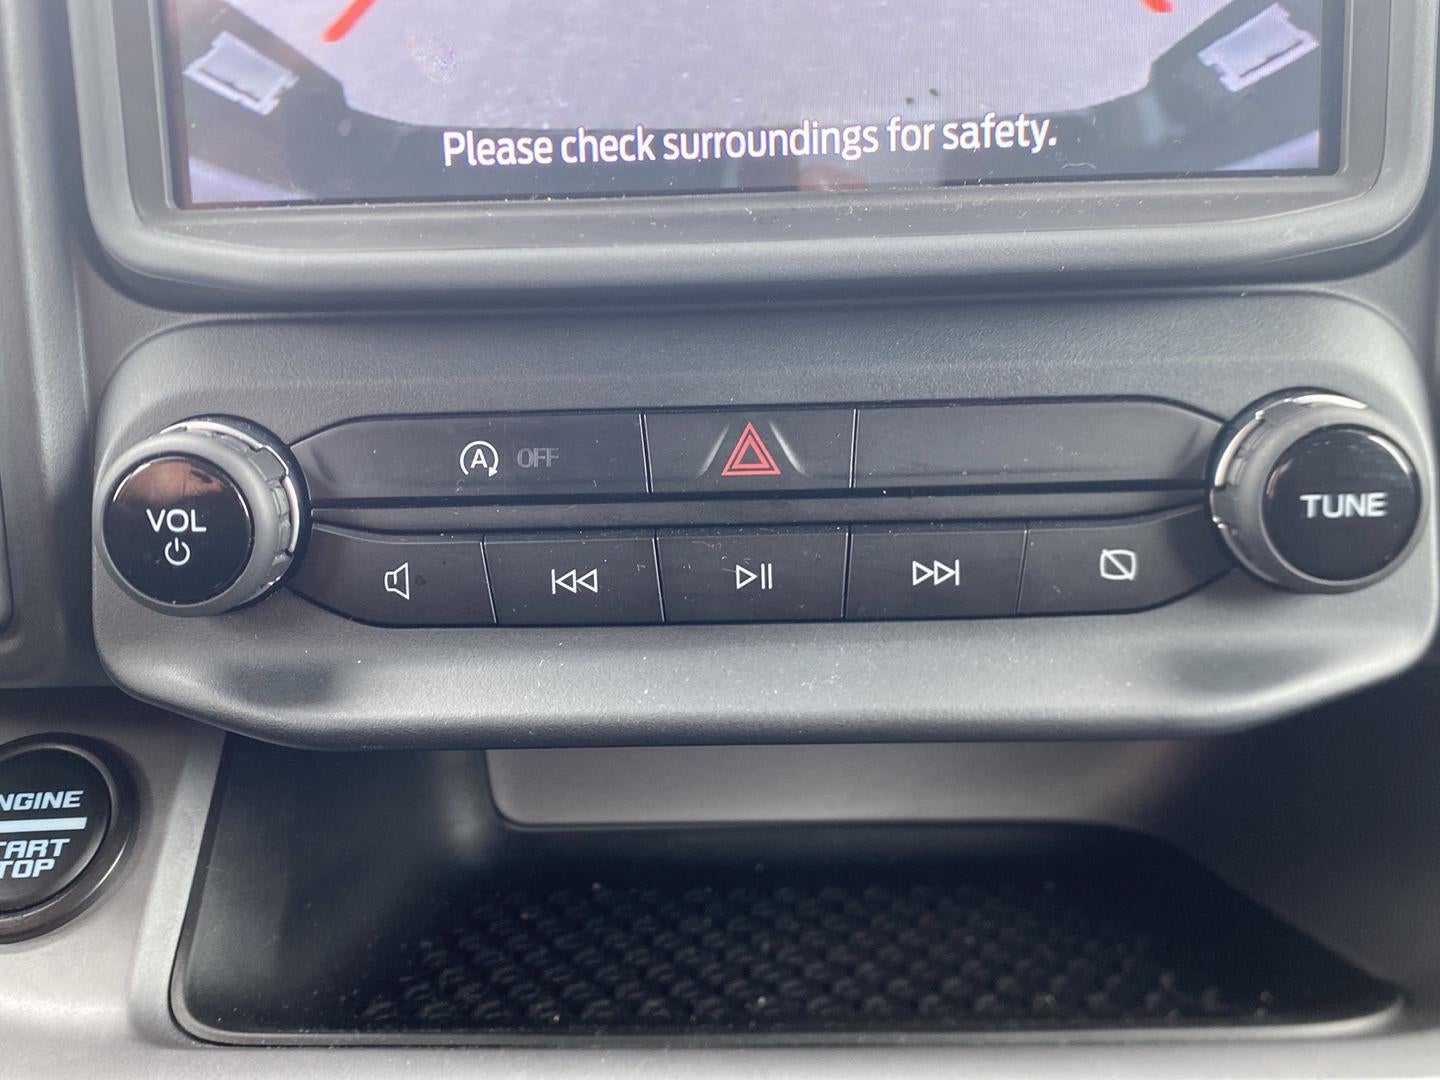 Please check surroundings for safety.
A OFF
VOL
TUNE
NGINE
TART
TOP